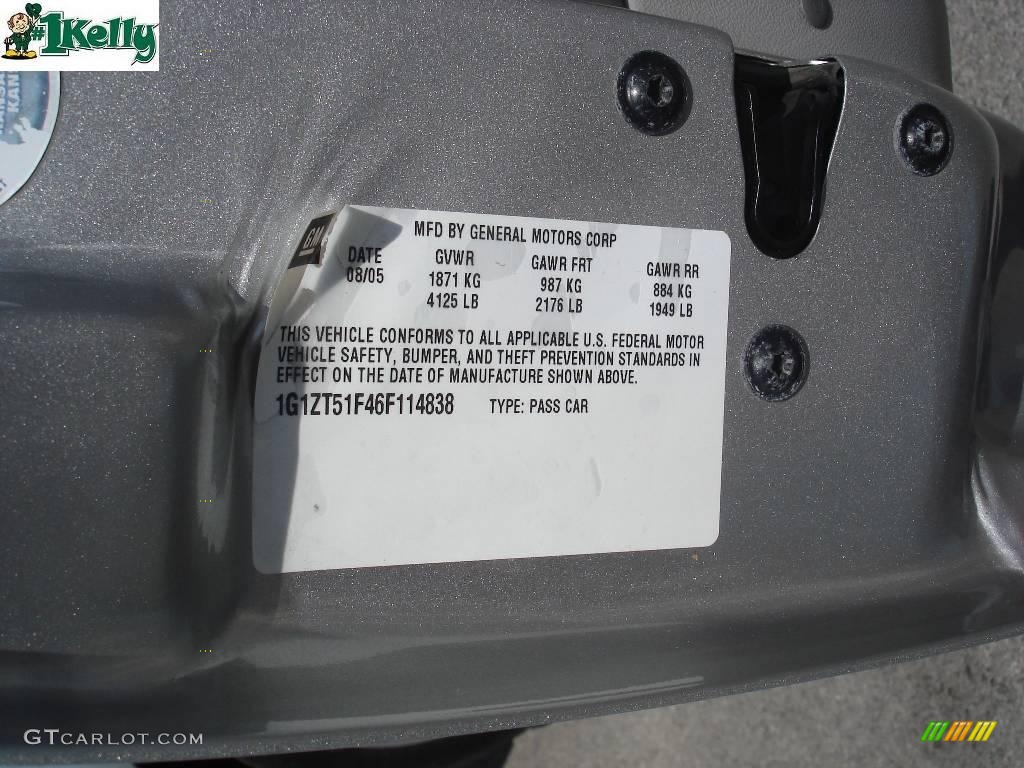 #1Kelly
GM
MFD BY GENERAL MOTORS CORP
DATE GVWR GAWR FRT GAWR RR
08/05 1871 KG 987 KG 884 KG
4125 LB 2176 LB 1949 LB
THIS VEHICLE CONFORMS TO ALL APPLICABLE U.S. FEDERAL MOTOR
VEHICLE SAFETY, BUMPER, AND THEFT PREVENTION STANDARDS IN
EFFECT ON THE DATE OF MANUFACTURE SHOWN ABOVE.
1G1ZT51F46F114838 TYPE: PASS CAR
GTCARLOT.COM